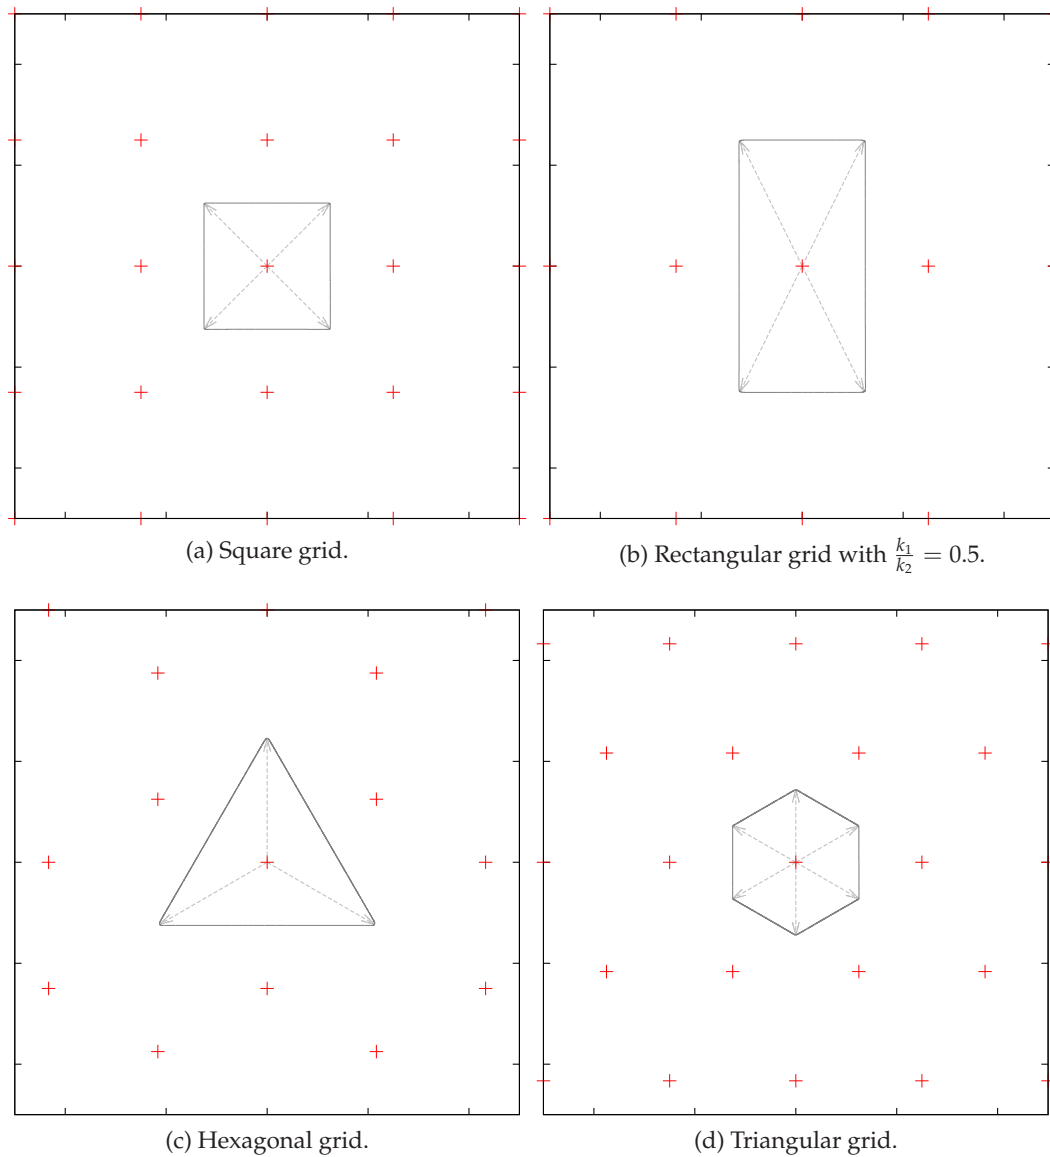 (a) Square grid.
(b) Rectangular grid with k₁/k₂ = 0.5.
(c) Hexagonal grid.
(d) Triangular grid.